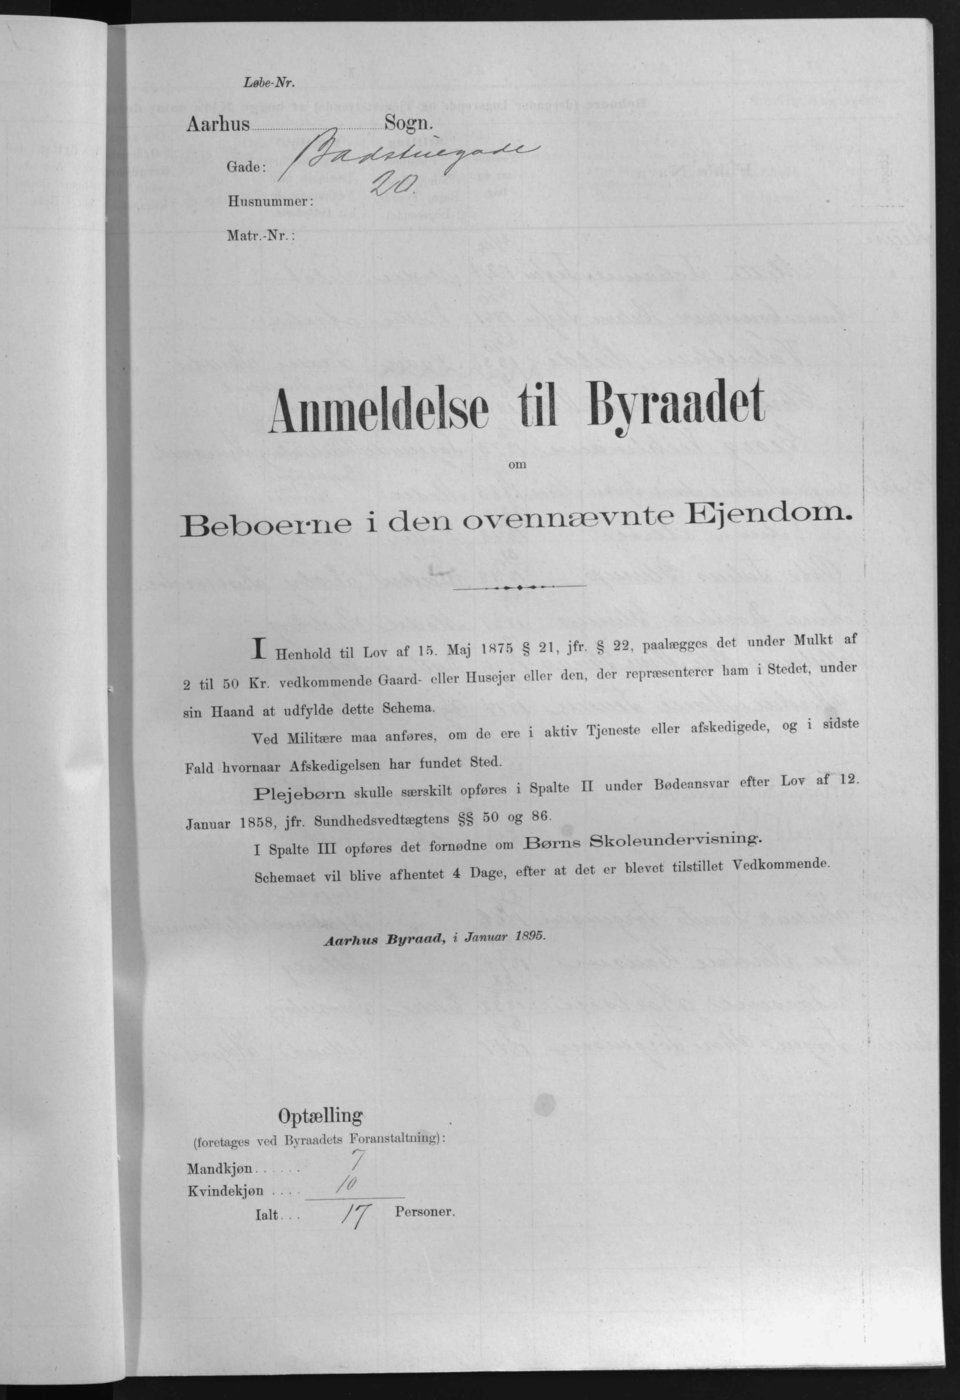 Løbe-Nr.
Aarhus Sogn.
Gade: Badstuegade
Husnummer: 20.
Matr.-Nr.:
Anmeldelse til Byraadet
om
Beboerne i den ovennævnte Ejendom.
I Henhold til Lov af 15. Maj 1875 § 21, jfr. § 22, paalægges det under Mulkt af
2 til 50 Kr. vedkommende Gaard- eller Husejer eller den, der repræsenterer ham i Stedet, under
sin Haand at udfylde dette Schema.
Ved Militære maa anføres, om de ere i aktiv Tjeneste eller afskedigede, og i sidste
Fald hvornaar Afskedigelsen har fundet Sted.
Plejebørn skulle særskilt opføres i Spalte II under Bødeansvar efter Lov af 12.
Januar 1858, jfr. Sundhedsvedtægtens §§ 50 og 86.
I Spalte III opføres det fornødne om Børns Skoleundervisning.
Schemaet vil blive afhentet 4 Dage, efter at det er blevet tilstillet Vedkommende.
Aarhus Byraad, i Januar 1895.
Optælling
(foretages ved Byraadets Foranstaltning):
Mandkjøn...... 7
Kvindekjøn .... 10
Ialt... 17 Personer.